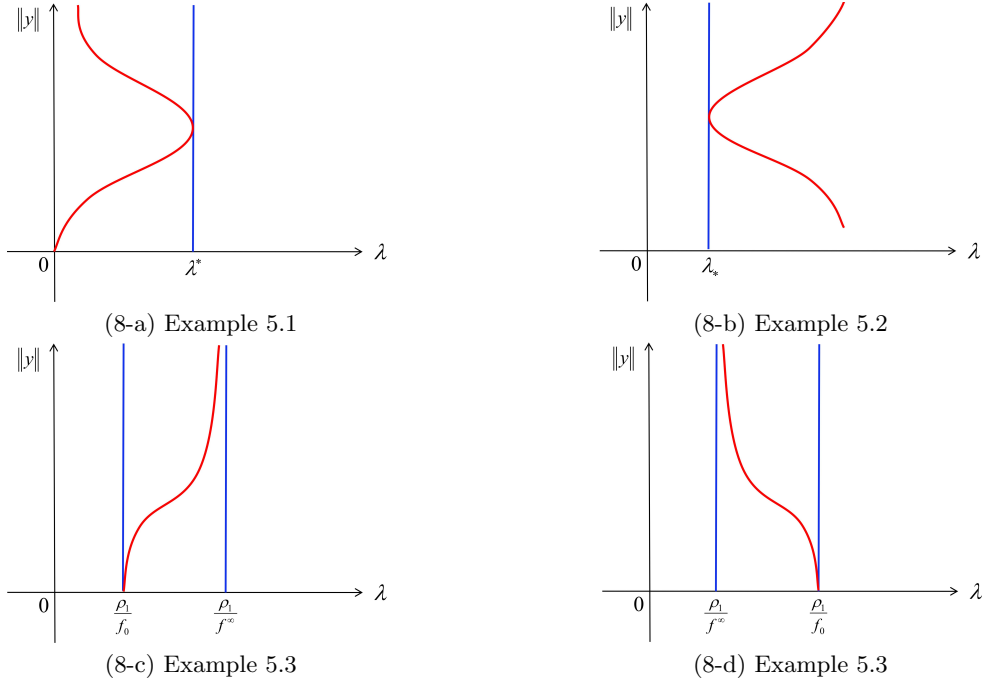 ‖y‖
0
λ*
λ
(8-a) Example 5.1
‖y‖
0
λ_*
λ
(8-b) Example 5.2
‖y‖
0
ρ₁/f₀
ρ₁/f^∞
λ
(8-c) Example 5.3
‖y‖
0
ρ₁/f^∞
ρ₁/f₀
λ
(8-d) Example 5.3